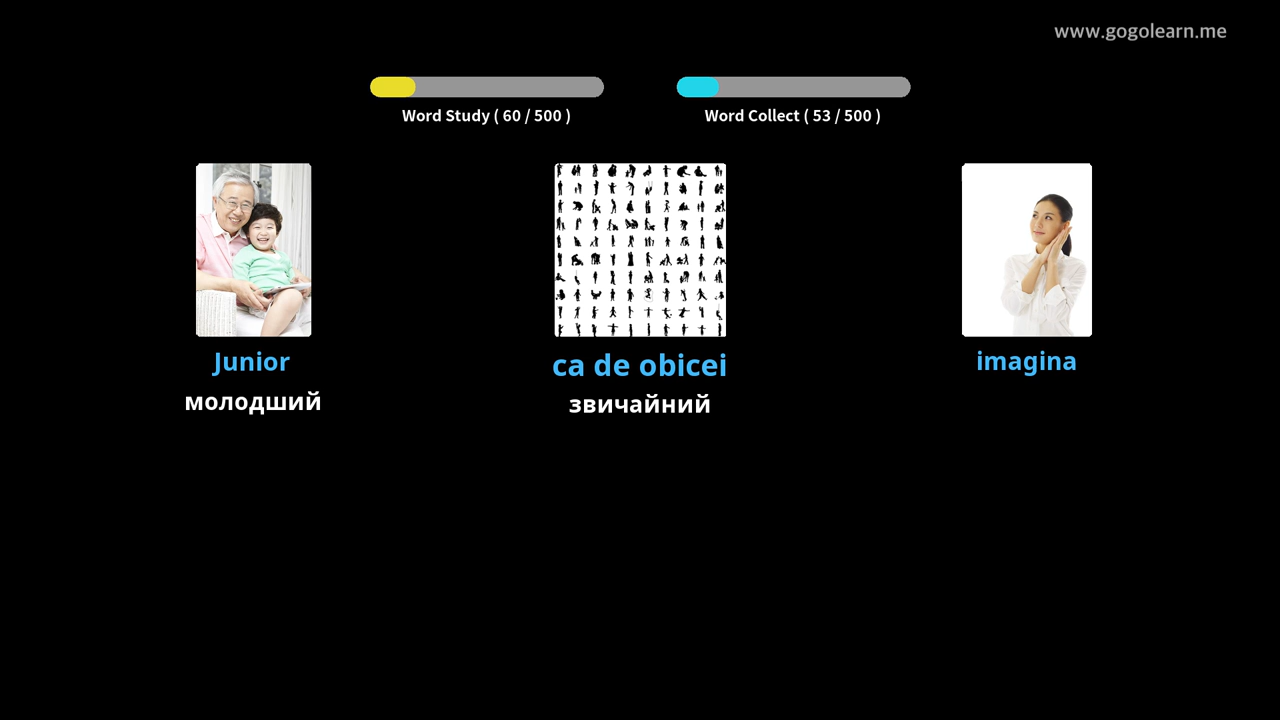 www.gogolearn.me
Word Study ( 60 / 500 )
Word Collect ( 53 / 500 )
Junior
молодший
ca de obicei
звичайний
imagina